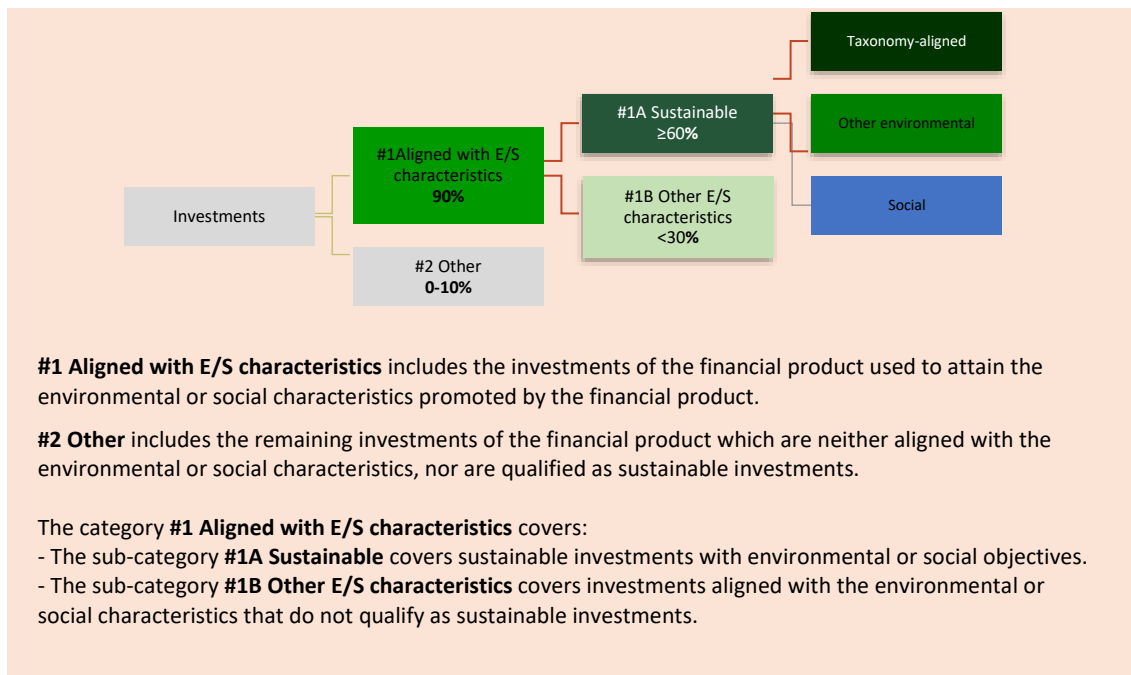 Taxonomy-aligned
#1A Sustainable
≥60%
Other environmental
#1Aligned with E/S
characteristics
90%
Investments
#1B Other E/S
characteristics
<30%
Social
#2 Other
0-10%
#1 Aligned with E/S characteristics includes the investments of the financial product used to attain the
environmental or social characteristics promoted by the financial product.
#2 Other includes the remaining investments of the financial product which are neither aligned with the
environmental or social characteristics, nor are qualified as sustainable investments.
The category #1 Aligned with E/S characteristics covers:
- The sub-category #1A Sustainable covers sustainable investments with environmental or social objectives.
- The sub-category #1B Other E/S characteristics covers investments aligned with the environmental or
social characteristics that do not qualify as sustainable investments.